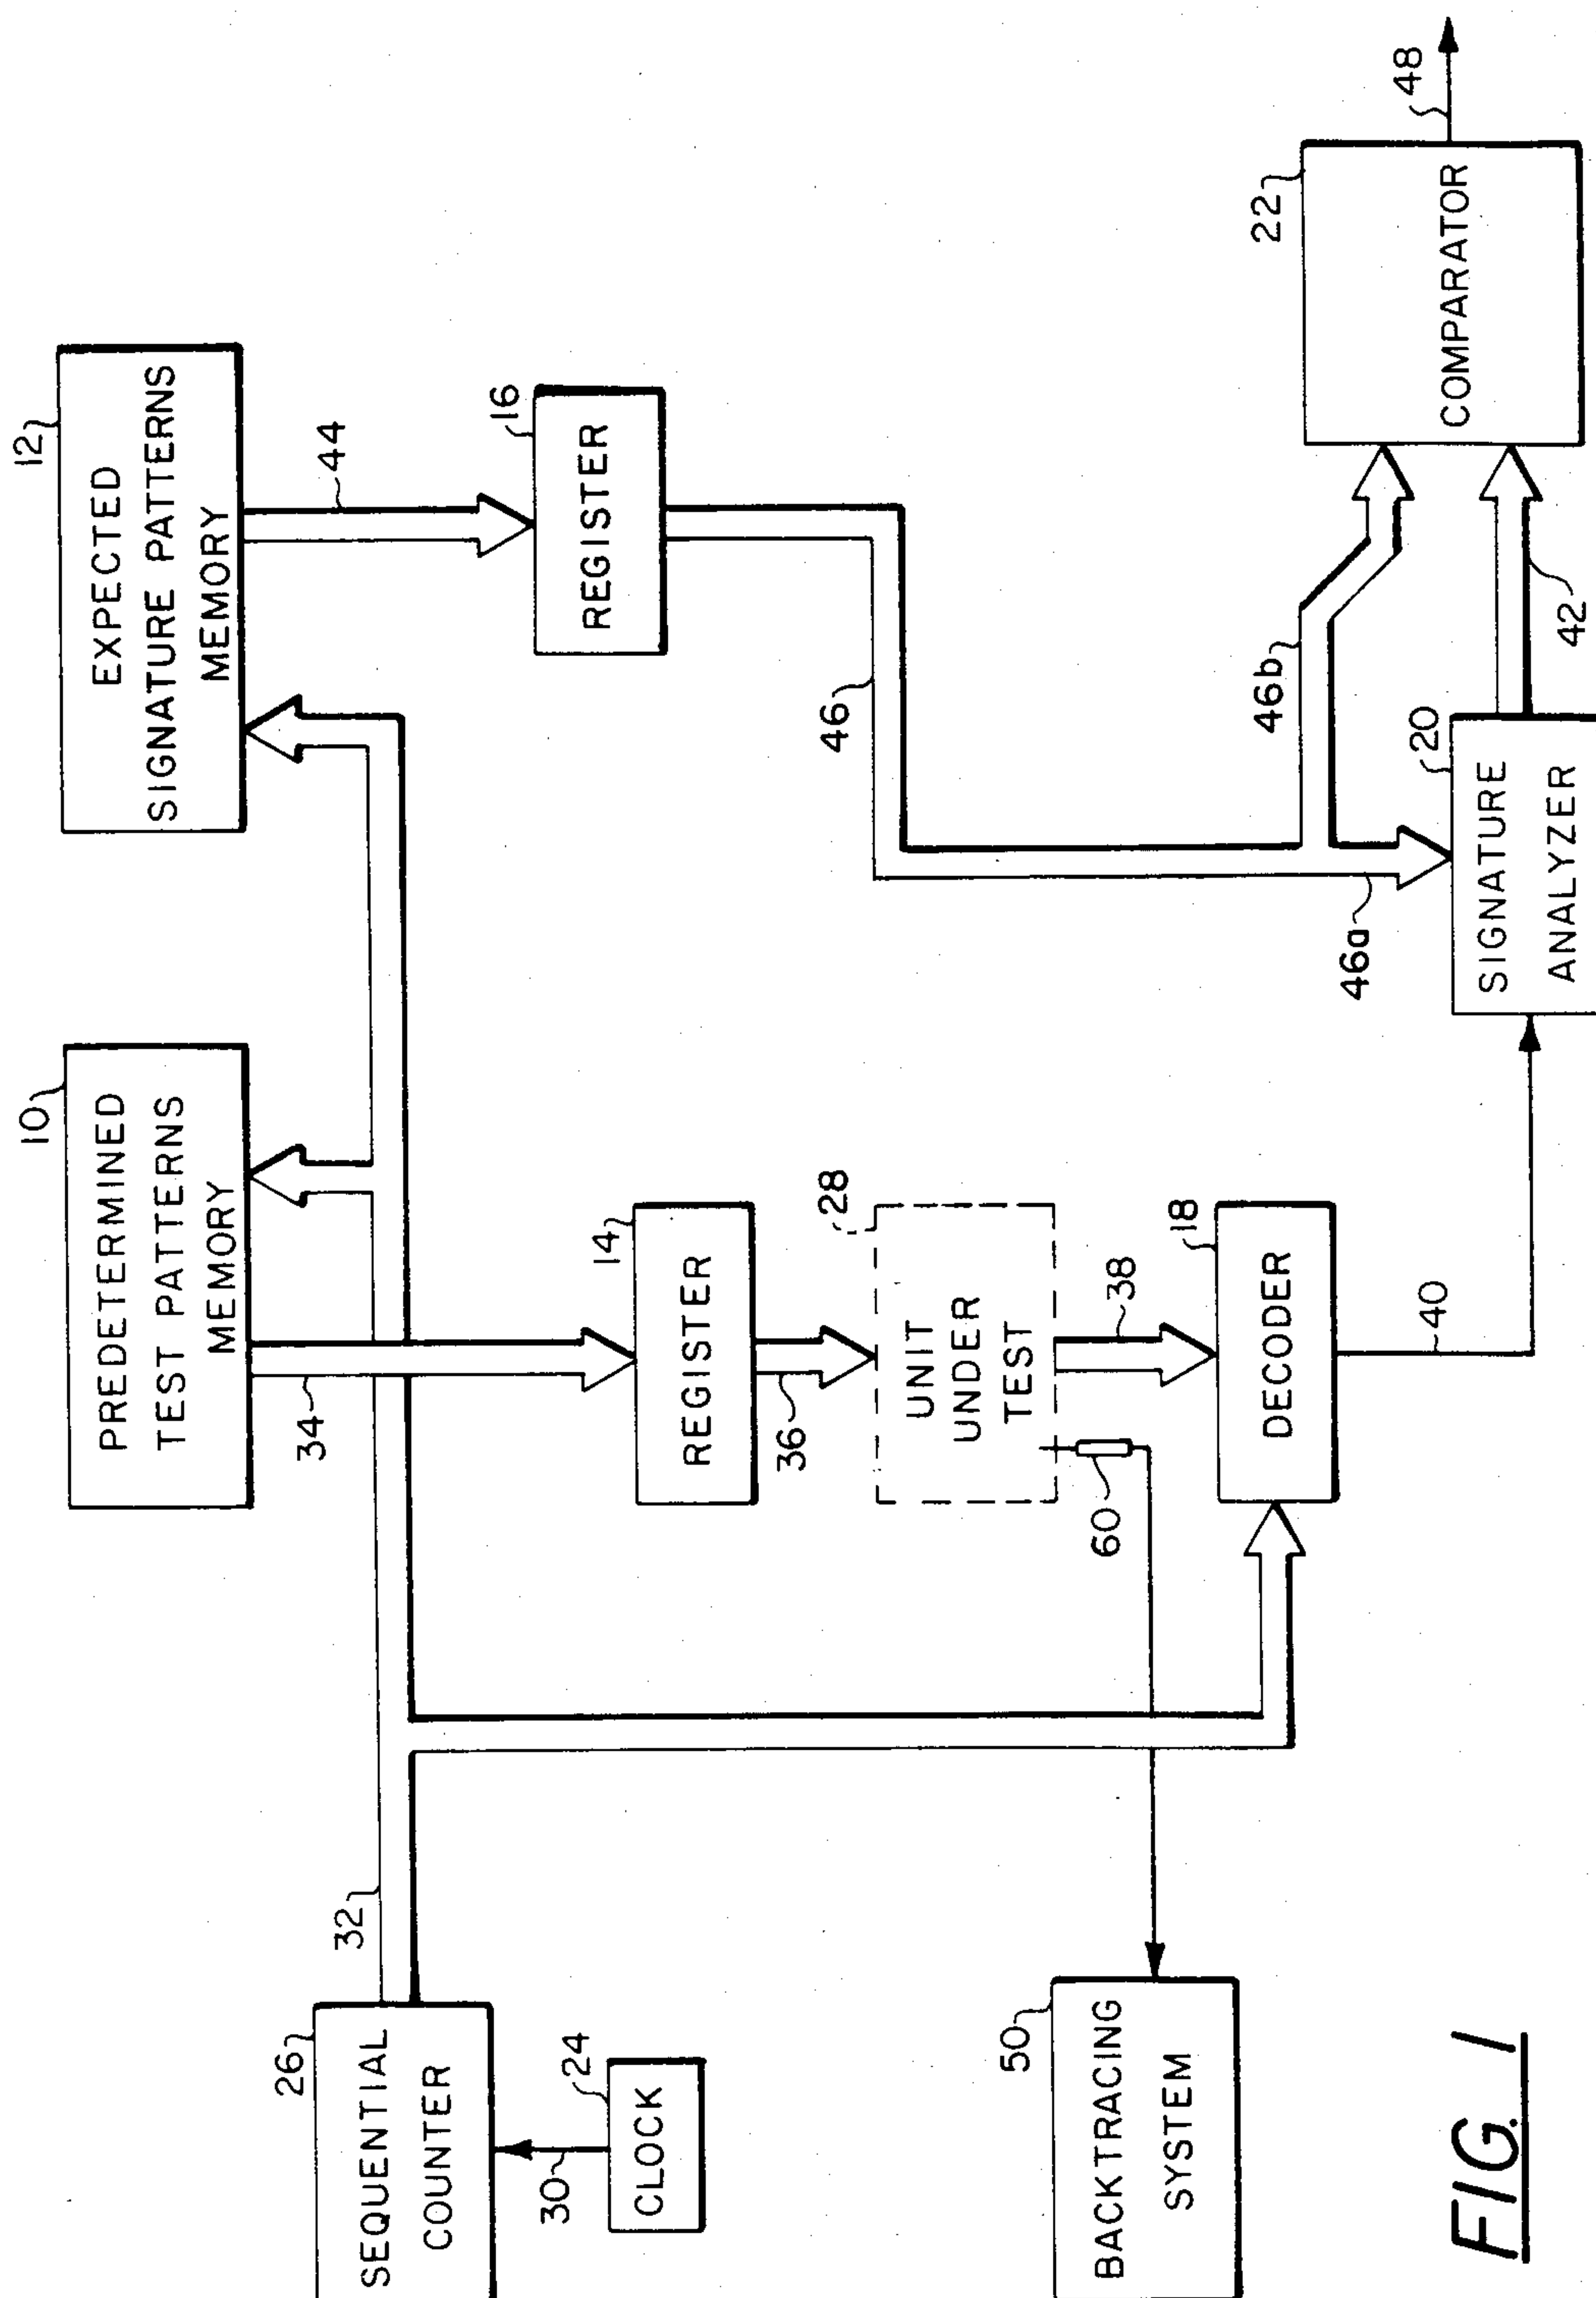 12
EXPECTED
SIGNATURE PATTERNS
MEMORY
44
16
REGISTER
46
10
PREDETERMINED
TEST PATTERNS
MEMORY
34
14
REGISTER
36
28
UNIT
UNDER
TEST
60
38
18
DECODER
40
32
26
SEQUENTIAL
COUNTER
30
24
CLOCK
50
BACKTRACING
SYSTEM
46b
46a
20
SIGNATURE
ANALYZER
42
22
COMPARATOR
48
FIG. 1